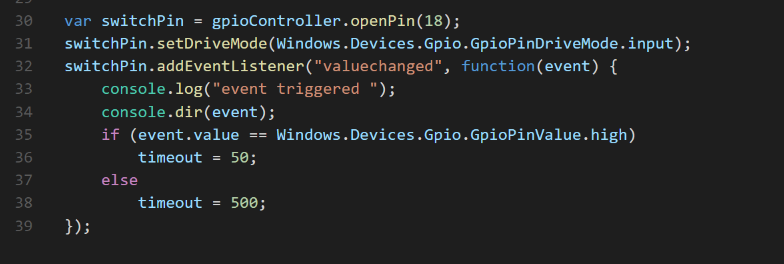 30 var switchPin = gpioController.openPin(18);
31 switchPin.setDriveMode(Windows.Devices.Gpio.GpioPinDriveMode.input);
32 switchPin.addEventListener("valuechanged", function(event) {
33 console.log("event triggered ");
34 console.dir(event);
35 if (event.value == Windows.Devices.Gpio.GpioPinValue.high)
36 timeout = 50;
37 else
38 timeout = 500;
39 });